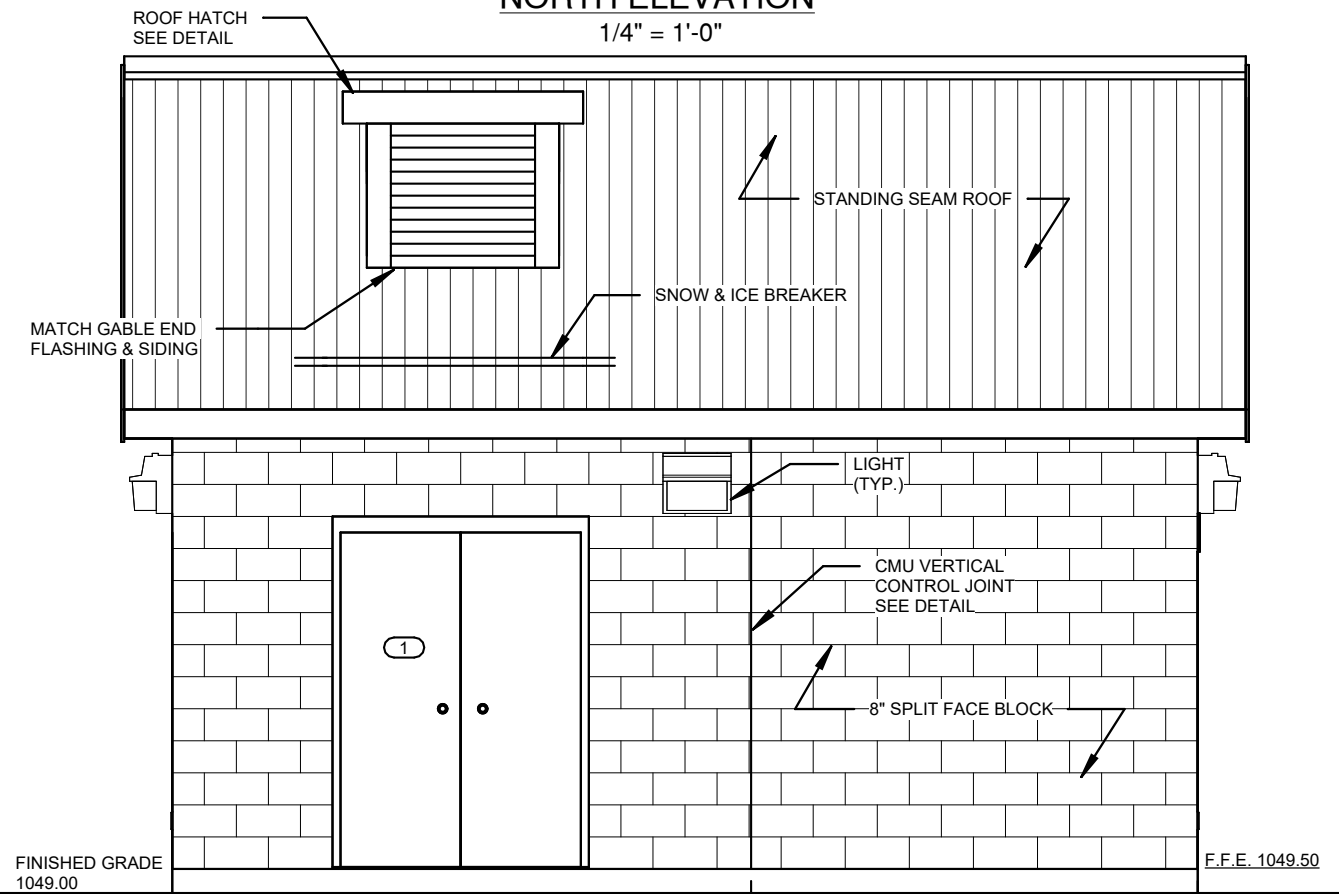 NORTH ELEVATION
1/4" = 1'-0"
ROOF HATCH
SEE DETAIL
STANDING SEAM ROOF
SNOW & ICE BREAKER
MATCH GABLE END
FLASHING & SIDING
LIGHT
(TYP.)
CMU VERTICAL
CONTROL JOINT
SEE DETAIL
1
8" SPLIT FACE BLOCK
FINISHED GRADE
1049.00
F.F.E. 1049.50